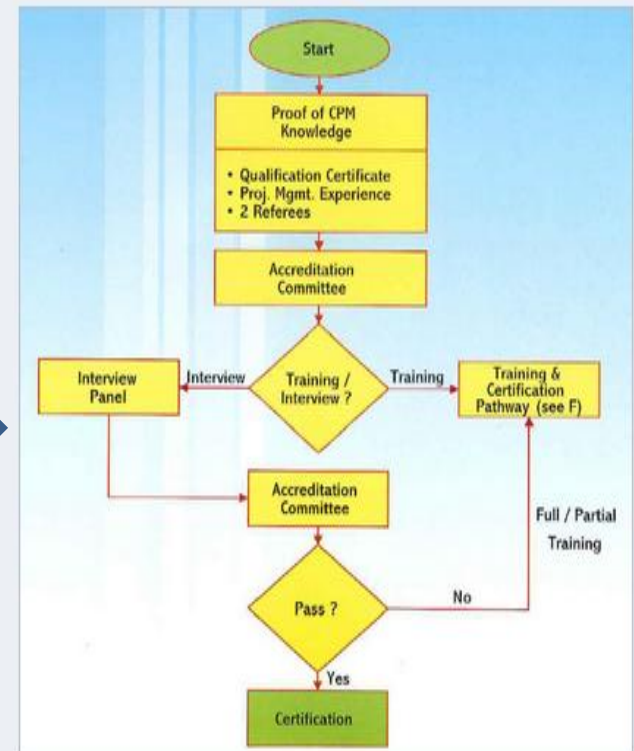 Start
Proof of CPM
Knowledge
• Qualification Certificate
• Proj. Mgmt. Experience
• 2 Referees
Accreditation
Committee
Training /
Interview ?
Interview
Training
Interview
Panel
Training &
Certification
Pathway (see F)
Accreditation
Committee
Full / Partial
Training
Pass ?
No
Yes
Certification